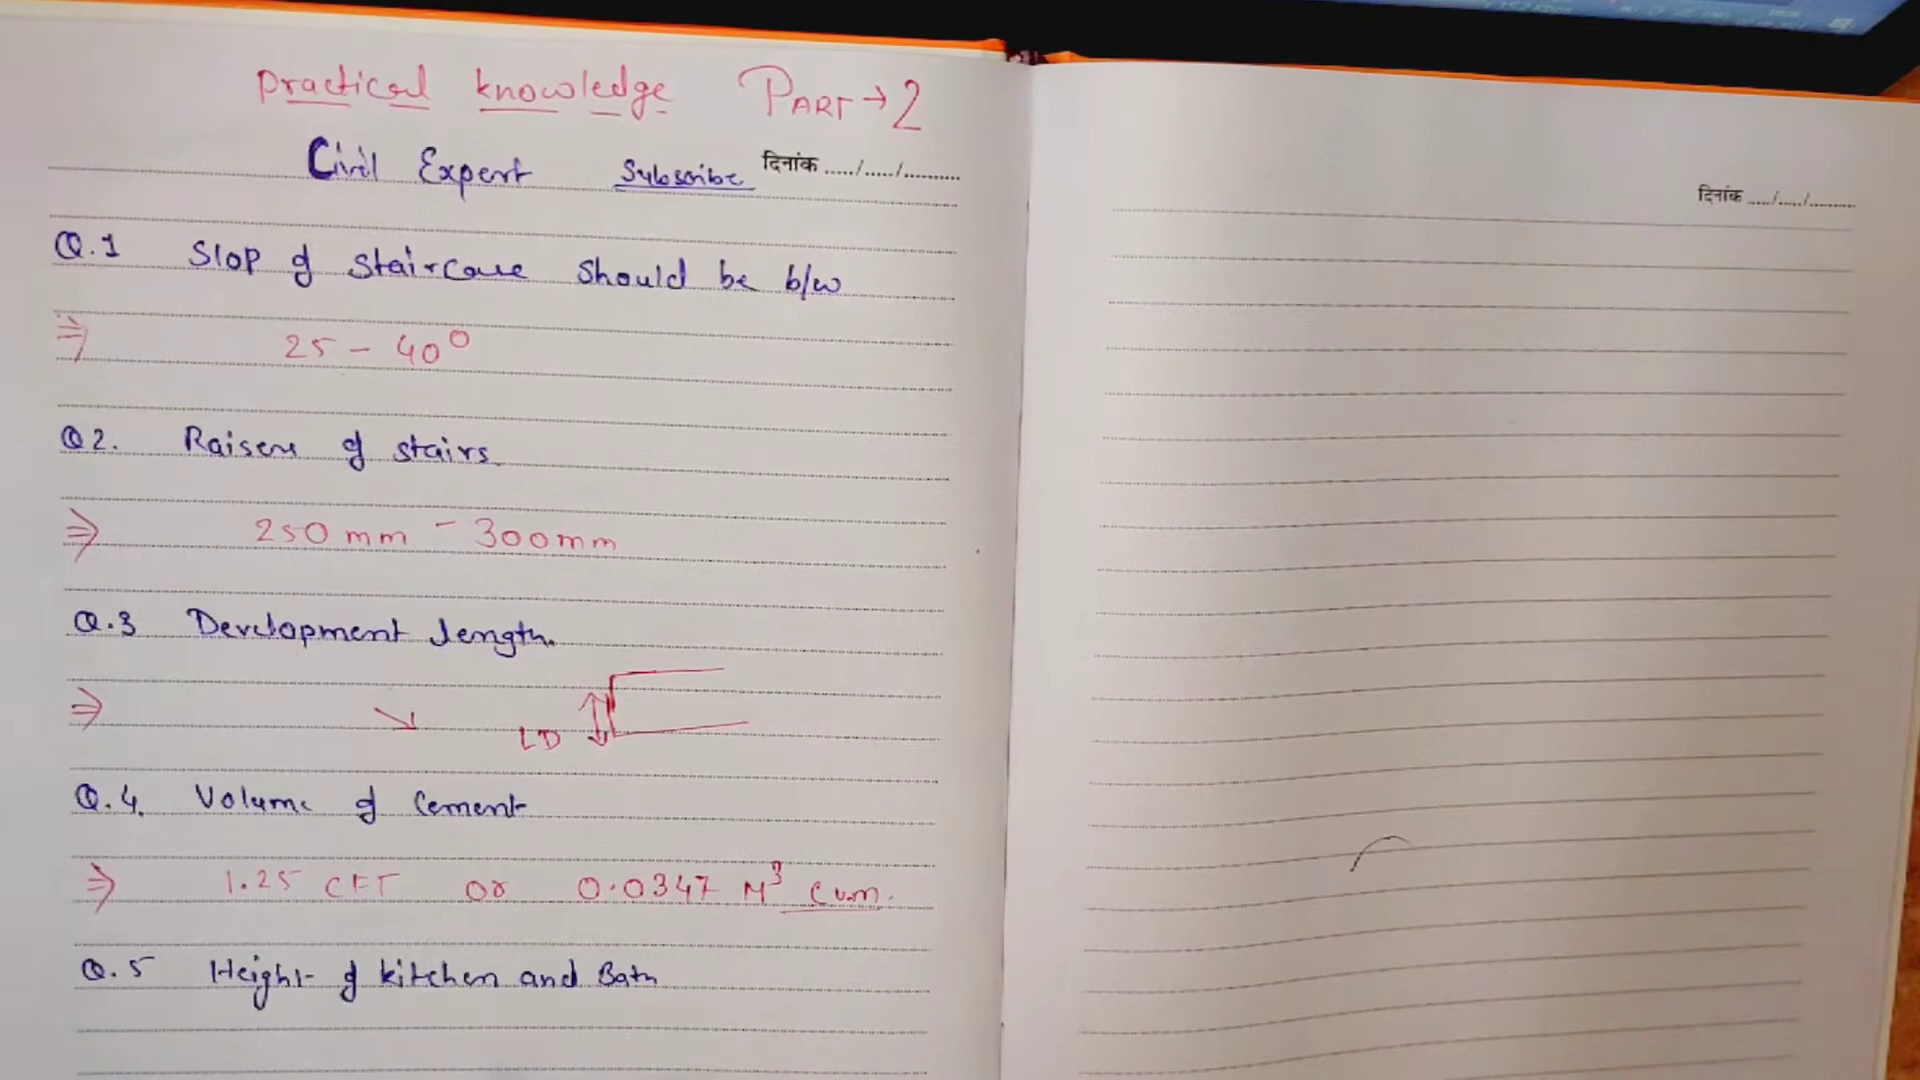 Practical knowledge PART → 2
Civil Expert Subscribe दिनांक ...../...../..........
दिनांक ...../...../..........
Q.1 Slop of staircase should be b/w
⇒ 25 - 40°
Q2. Raisers of stairs.
⇒ 250 mm - 300mm
Q.3 Development length.
⇒ LD
Q.4. Volume of Cement
⇒ 1.25 CFT or 0.0347 M³ Cum.
Q.5 Height of kitchen and Bath